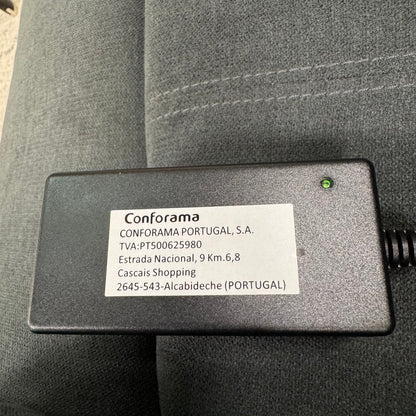 Conforama
CONFORAMA PORTUGAL, S.A.
TVA:PT500625980
Estrada Nacional, 9 Km.6,8
Cascais Shopping
2645-543-Alcabideche (PORTUGAL)